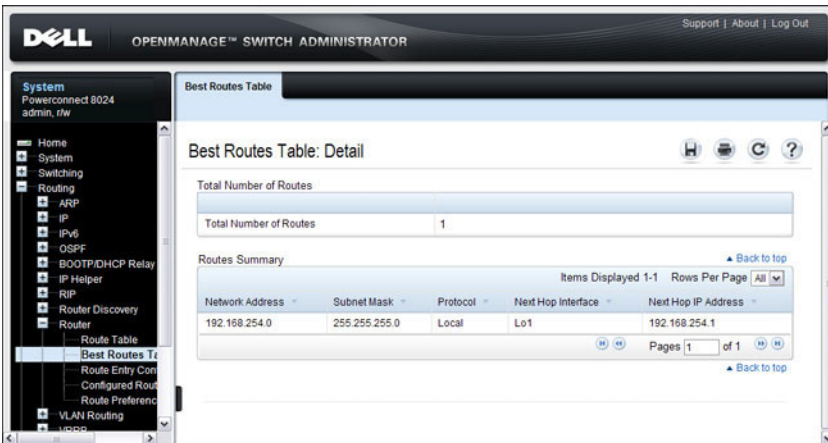 Support | About | Log Out
DELL
OPENMANAGE™ SWITCH ADMINISTRATOR
System
Powerconnect 8024
admin, r/w
Home
System
Switching
Routing
ARP
IP
IPv6
OSPF
BOOTP/DHCP Relay
IP Helper
RIP
Router Discovery
Router
Route Table
Best Routes Ta
Route Entry Con
Configured Rout
Route Preferenc
VLAN Routing
VRRP
Best Routes Table
Best Routes Table: Detail
Total Number of Routes
Total Number of Routes 1
Routes Summary
Back to top
Items Displayed 1-1 Rows Per Page All
Network Address Subnet Mask Protocol Next Hop Interface Next Hop IP Address
192.168.254.0 255.255.255.0 Local Lo1 192.168.254.1
Pages 1 of 1
Back to top